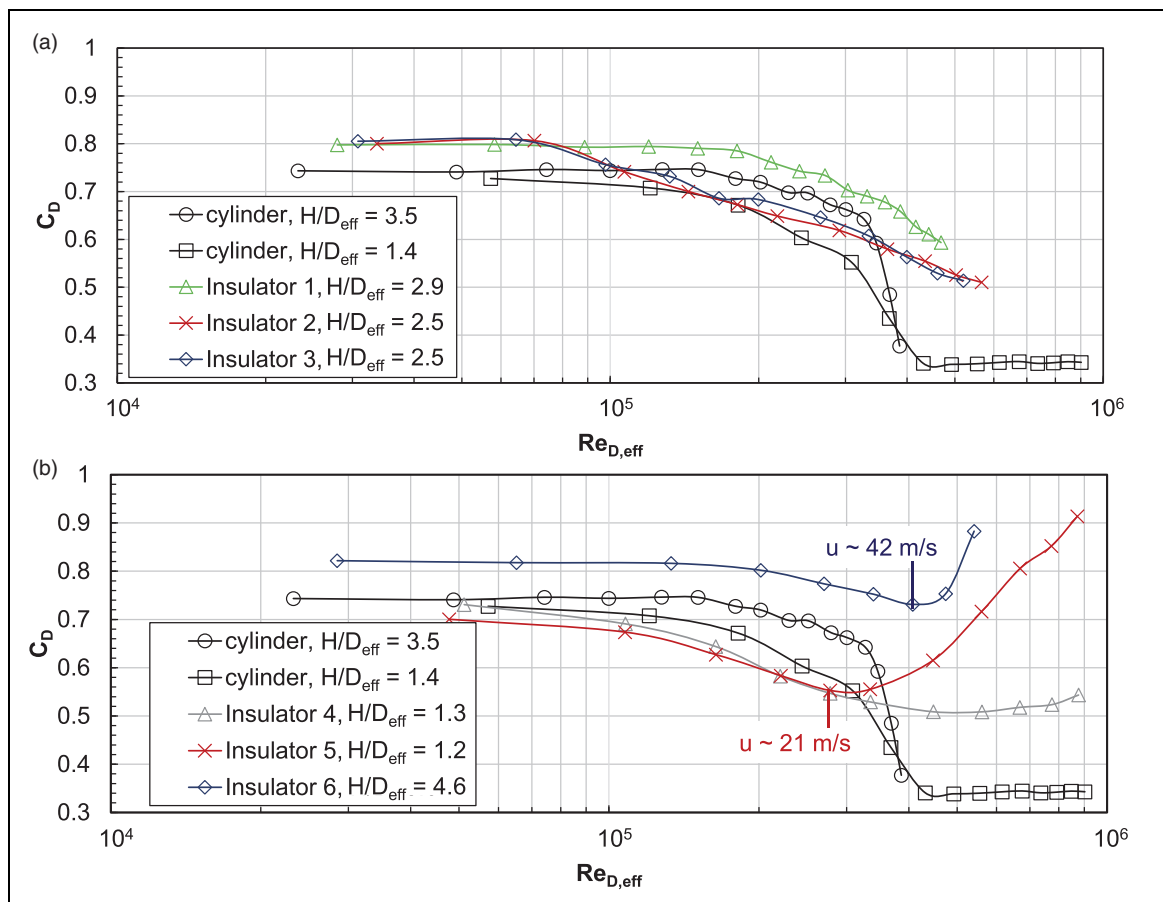 (a)
1
0.9
0.8
0.7
0.6
0.5
0.4
0.3
C_D
cylinder, H/D_eff = 3.5
cylinder, H/D_eff = 1.4
Insulator 1, H/D_eff = 2.9
Insulator 2, H/D_eff = 2.5
Insulator 3, H/D_eff = 2.5
10^4 10^5 10^6
Re_D,eff
(b)
1
0.9
0.8
0.7
0.6
0.5
0.4
0.3
C_D
u ~ 42 m/s
u ~ 21 m/s
cylinder, H/D_eff = 3.5
cylinder, H/D_eff = 1.4
Insulator 4, H/D_eff = 1.3
Insulator 5, H/D_eff = 1.2
Insulator 6, H/D_eff = 4.6
10^4 10^5 10^6
Re_D,eff